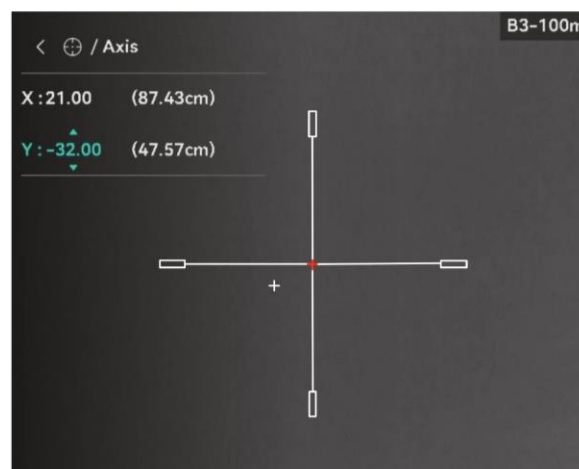 B3-100m
/ Axis
X : 21.00 (87.43cm)
Y : -32.00 (47.57cm)